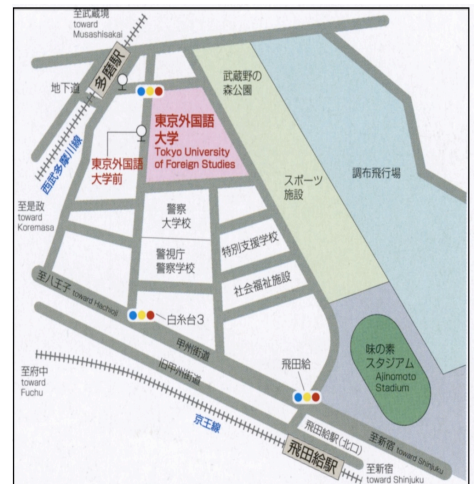 至武蔵境
toward
Musashisakai
多磨駅
地下道
武蔵野の
森公園
東京外国語
大学
Tokyo University
of Foreign Studies
東京外国語
大学前
西武多摩川線
スポーツ
施設
調布飛行場
至是政
toward
Koremasa
警察
大学校
警視庁
警察学校
特別支援学校
社会福祉施設
至八王子 toward Hachioji
白糸台3
甲州街道
旧甲州街道
味の素
スタジアム
Ajinomoto
Stadium
飛田給
至府中
toward
Fuchu
京王線
飛田給駅(北口)
飛田給駅
至新宿 toward Shinjuku
至新宿
toward Shinjuku